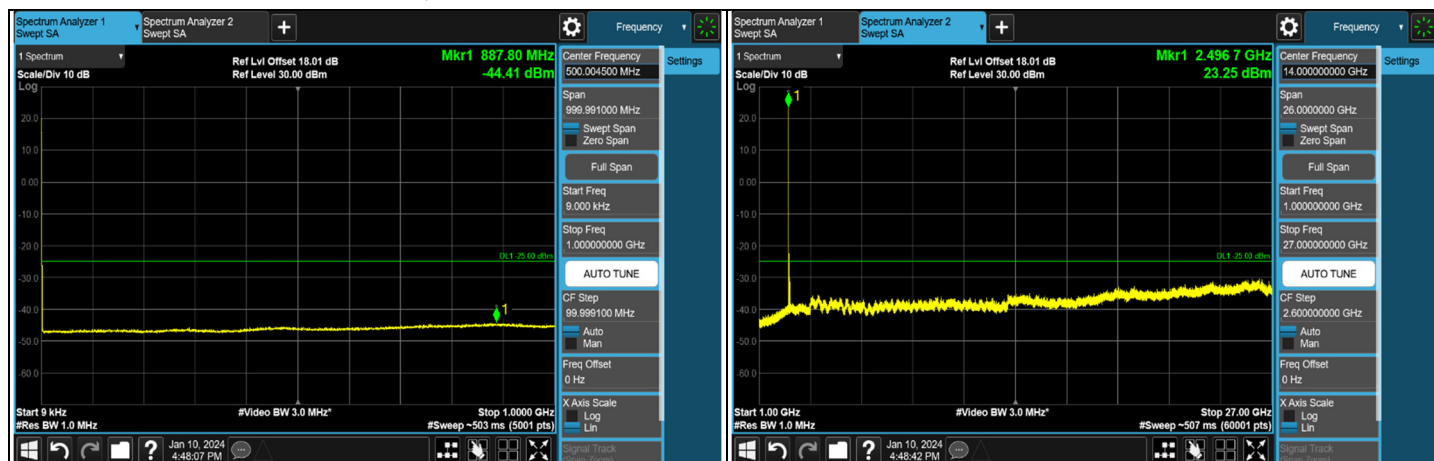 Spectrum Analyzer 1
Swept SA
Spectrum Analyzer 2
Swept SA
Frequency
1 Spectrum
Scale/Div 10 dB
Log
Ref Lvl Offset 18.01 dB
Ref Level 30.00 dBm
Mkr1 887.80 MHz
-44.41 dBm
20.0
10.0
0.00
-10.0
-20.0
-30.0
-40.0
-50.0
-60.0
DL1 -25.00 dBm
1
Start 9 kHz
#Res BW 1.0 MHz
#Video BW 3.0 MHz*
Stop 1.0000 GHz
#Sweep ~503 ms (5001 pts)
Center Frequency
500.004500 MHz
Settings
Span
999.991000 MHz
Swept Span
Zero Span
Full Span
Start Freq
9.000 kHz
Stop Freq
1.000000000 GHz
AUTO TUNE
CF Step
99.999100 MHz
Auto
Man
Freq Offset
0 Hz
X Axis Scale
Log
Lin
Signal Track
(Span Zoom)
?
Jan 10, 2024
4:48:07 PM
Spectrum Analyzer 1
Swept SA
Spectrum Analyzer 2
Swept SA
Frequency
1 Spectrum
Scale/Div 10 dB
Log
Ref Lvl Offset 18.01 dB
Ref Level 30.00 dBm
Mkr1 2.496 7 GHz
23.25 dBm
20.0
10.0
0.00
-10.0
-20.0
-30.0
-40.0
-50.0
-60.0
DL1 -25.00 dBm
1
Start 1.00 GHz
#Res BW 1.0 MHz
#Video BW 3.0 MHz*
Stop 27.00 GHz
#Sweep ~507 ms (60001 pts)
Center Frequency
14.000000000 GHz
Settings
Span
26.0000000 GHz
Swept Span
Zero Span
Full Span
Start Freq
1.000000000 GHz
Stop Freq
27.000000000 GHz
AUTO TUNE
CF Step
2.600000000 GHz
Auto
Man
Freq Offset
0 Hz
X Axis Scale
Log
Lin
Signal Track
(Span Zoom)
?
Jan 10, 2024
4:48:42 PM